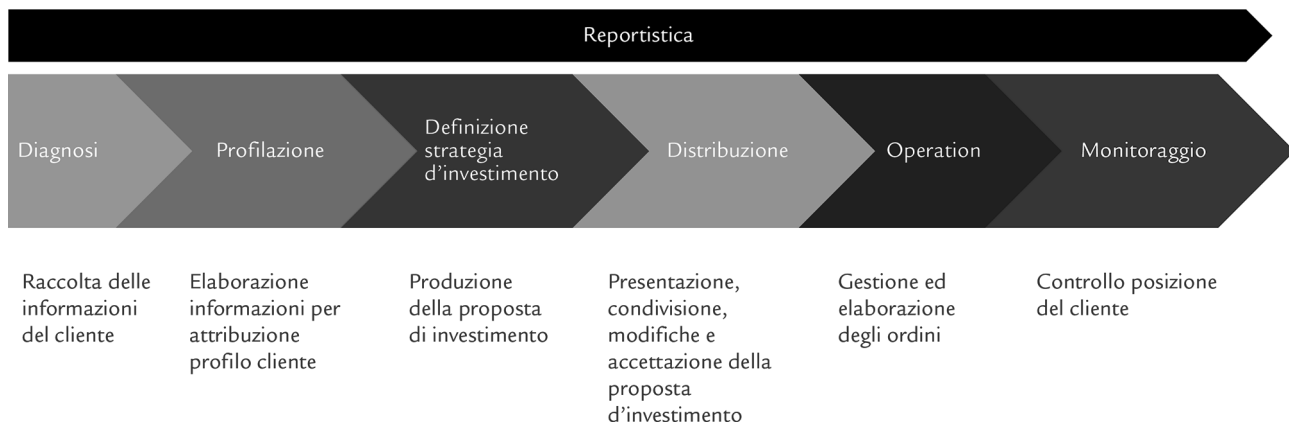 Reportistica
Diagnosi
Profilazione
Definizione
strategia
d’investimento
Distribuzione
Operation
Monitoraggio
Raccolta delle
informazioni
del cliente
Elaborazione
informazioni per
attribuzione
profilo cliente
Produzione
della proposta
di investimento
Presentazione,
condivisione,
modifiche e
accettazione della
proposta
d’investimento
Gestione ed
elaborazione
degli ordini
Controllo posizione
del cliente